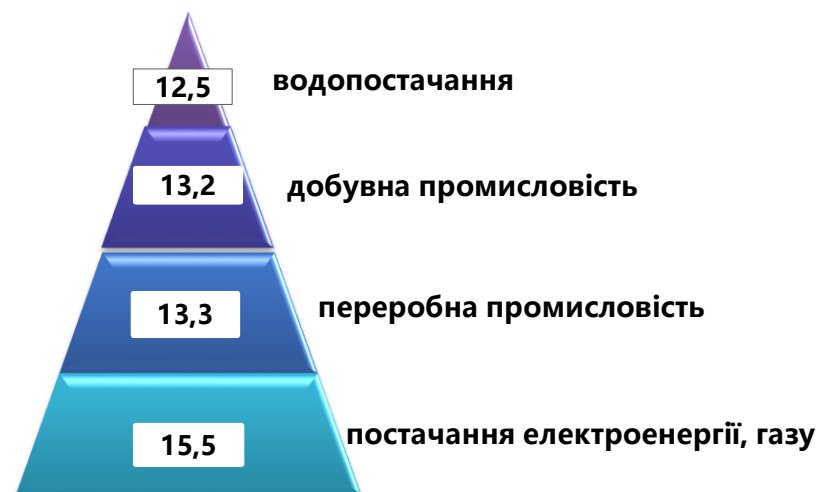 12,5 водопостачання
13,2 добувна промисловість
13,3 переробна промисловість
15,5 постачання електроенергії, газу